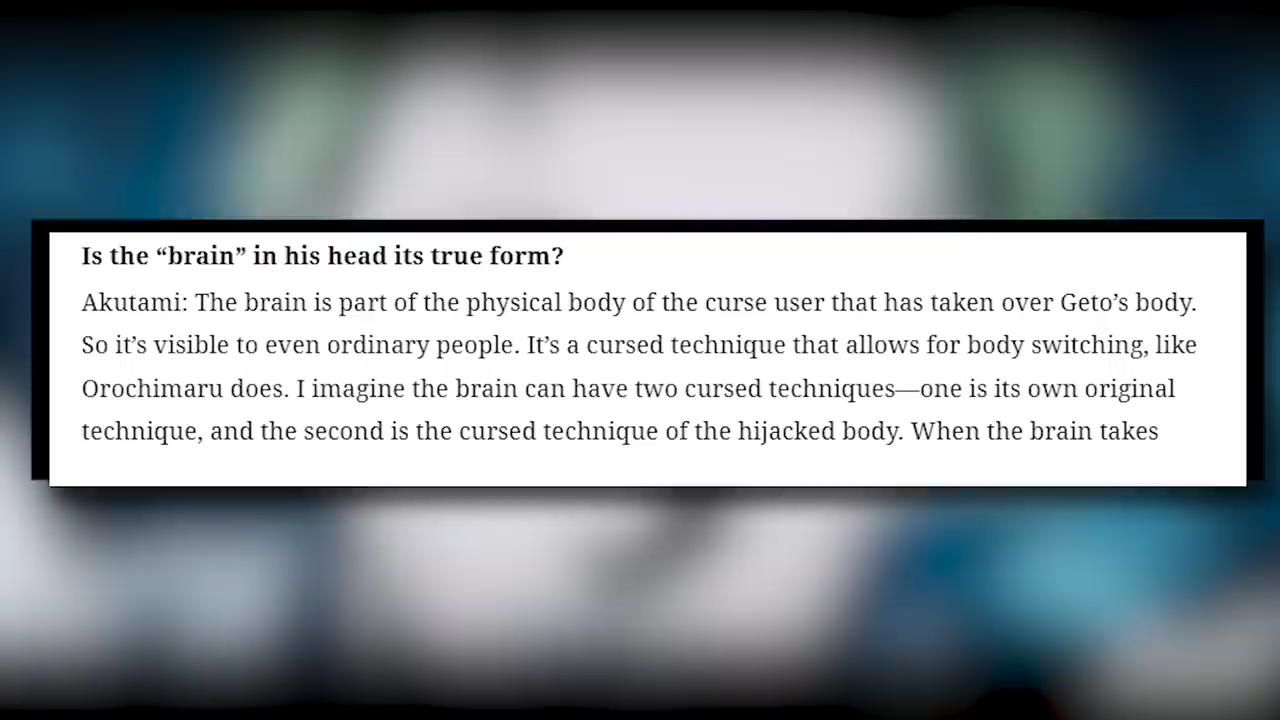 Is the “brain” in his head its true form?
Akutami: The brain is part of the physical body of the curse user that has taken over Geto’s body.
So it’s visible to even ordinary people. It’s a cursed technique that allows for body switching, like
Orochimaru does. I imagine the brain can have two cursed techniques—one is its own original
technique, and the second is the cursed technique of the hijacked body. When the brain takes